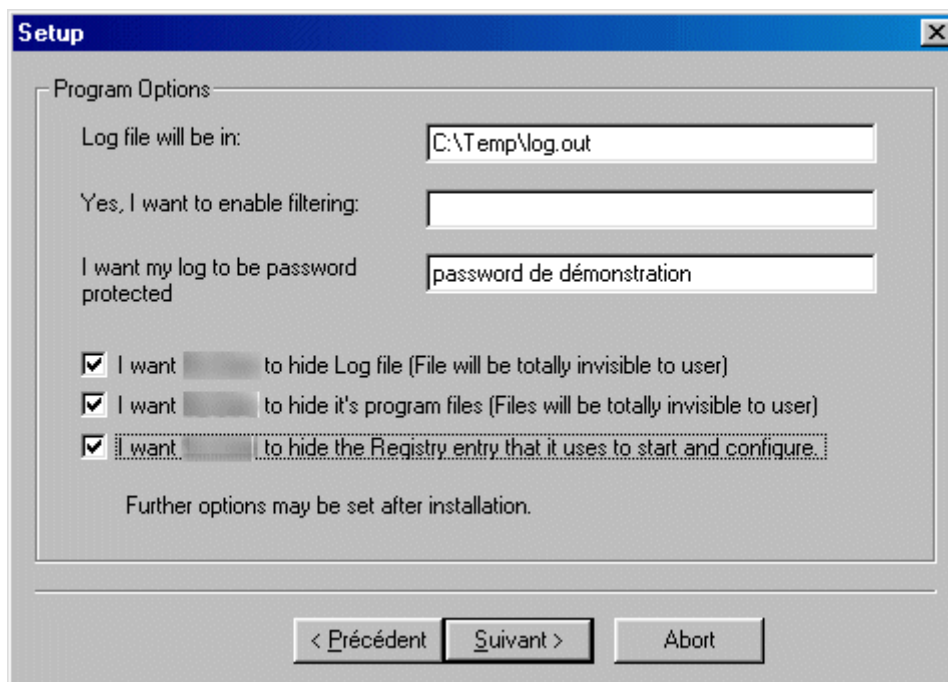 Setup
Program Options
Log file will be in:
C:\Temp\log.out
Yes, I want to enable filtering:
I want my log to be password
protected
password de démonstration
I want to hide Log file (File will be totally invisible to user)
I want to hide it's program files (Files will be totally invisible to user)
I want to hide the Registry entry that it uses to start and configure.
Further options may be set after installation.
< Précédent
Suivant >
Abort